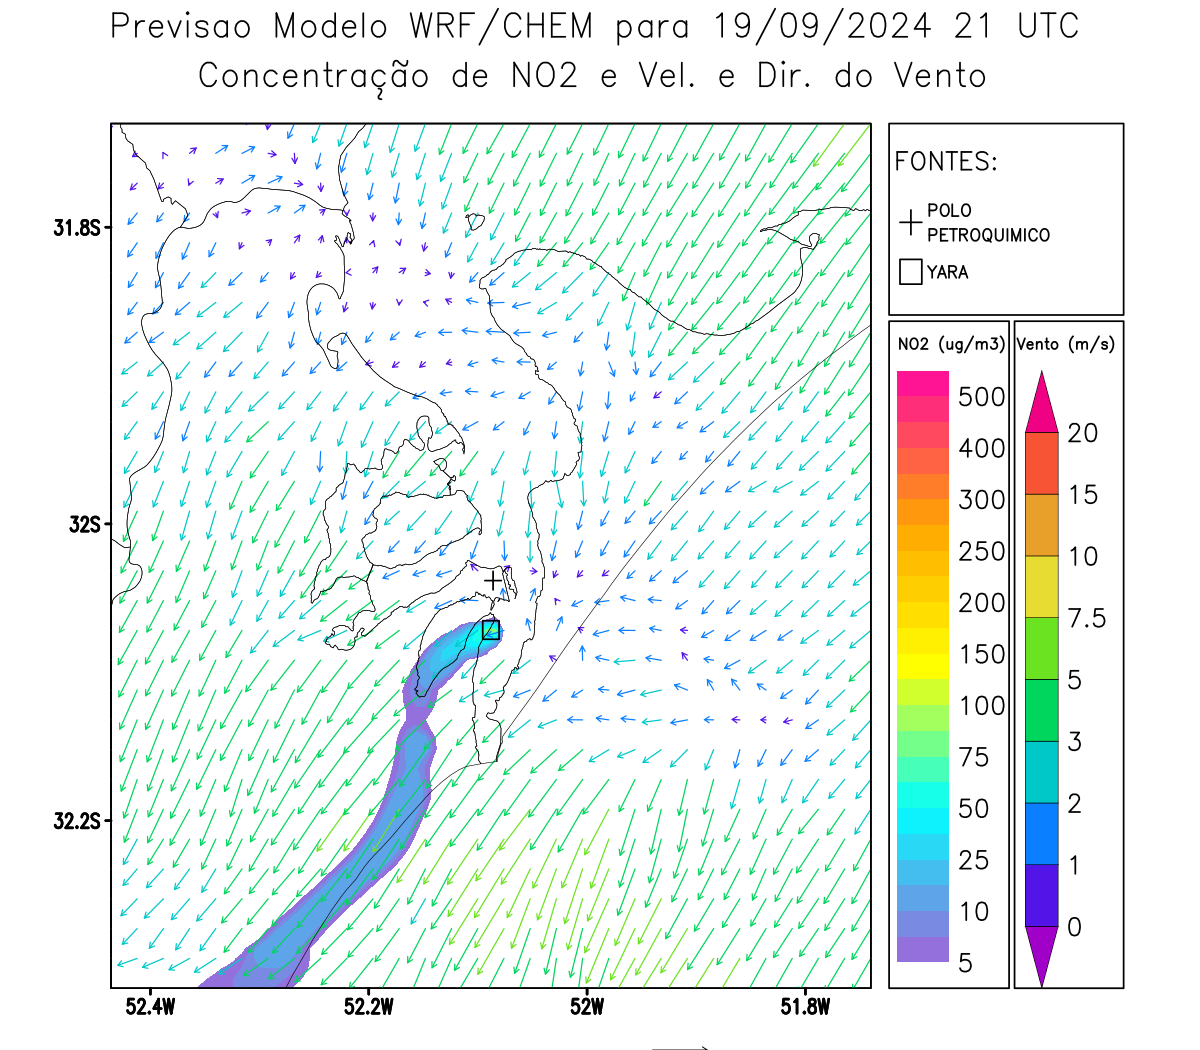 Previsao Modelo WRF/CHEM para 19/09/2024 21 UTC
Concentração de NO2 e Vel. e Dir. do Vento
FONTES:
POLO
PETROQUIMICO
YARA
NO2 (ug/m3)
500
400
300
250
200
150
100
75
50
25
10
5
Vento (m/s)
20
15
10
7.5
5
3
2
1
0
31.8S
32S
32.2S
52.4W
52.2W
52W
51.8W